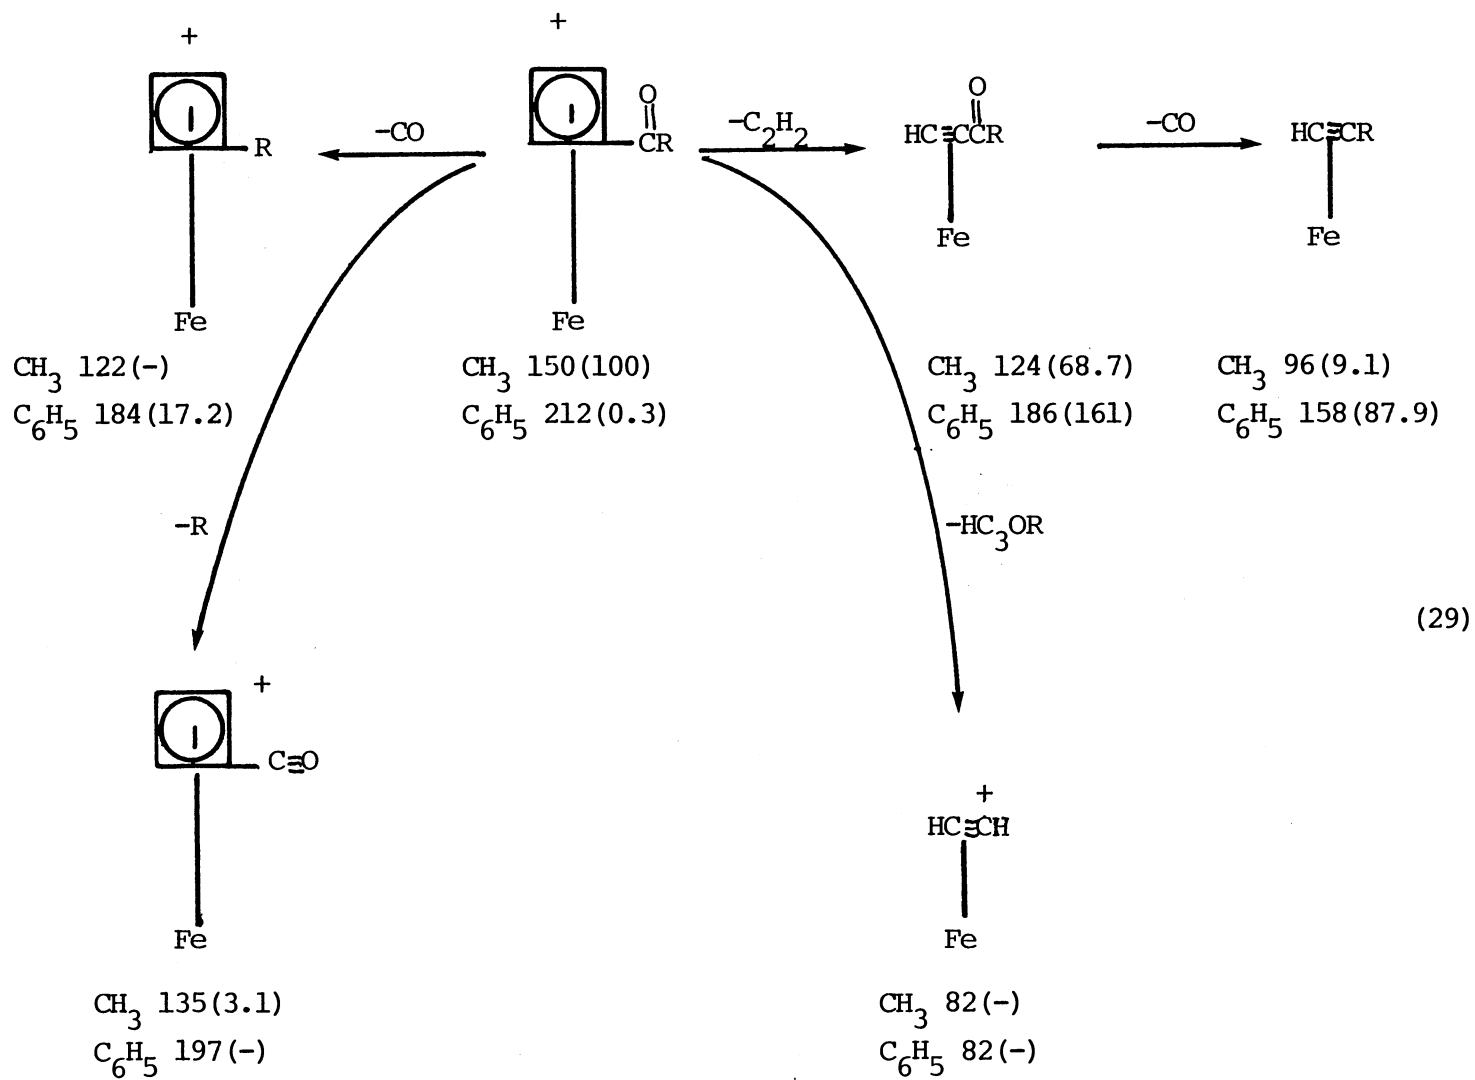 +
+
O
–CO
–C2H2
HC≡CCR
–CO
HC≡CR
R
CR
O
Fe
Fe
Fe
Fe
CH3 122(-)
CH3 150(100)
CH3 124(68.7)
CH3 96(9.1)
C6H5 184(17.2)
C6H5 212(0.3)
C6H5 186(161)
C6H5 158(87.9)
–R
–HC3OR
(29)
+
C≡O
+
HC≡CH
Fe
Fe
CH3 135(3.1)
CH3 82(-)
C6H5 197(-)
C6H5 82(-)